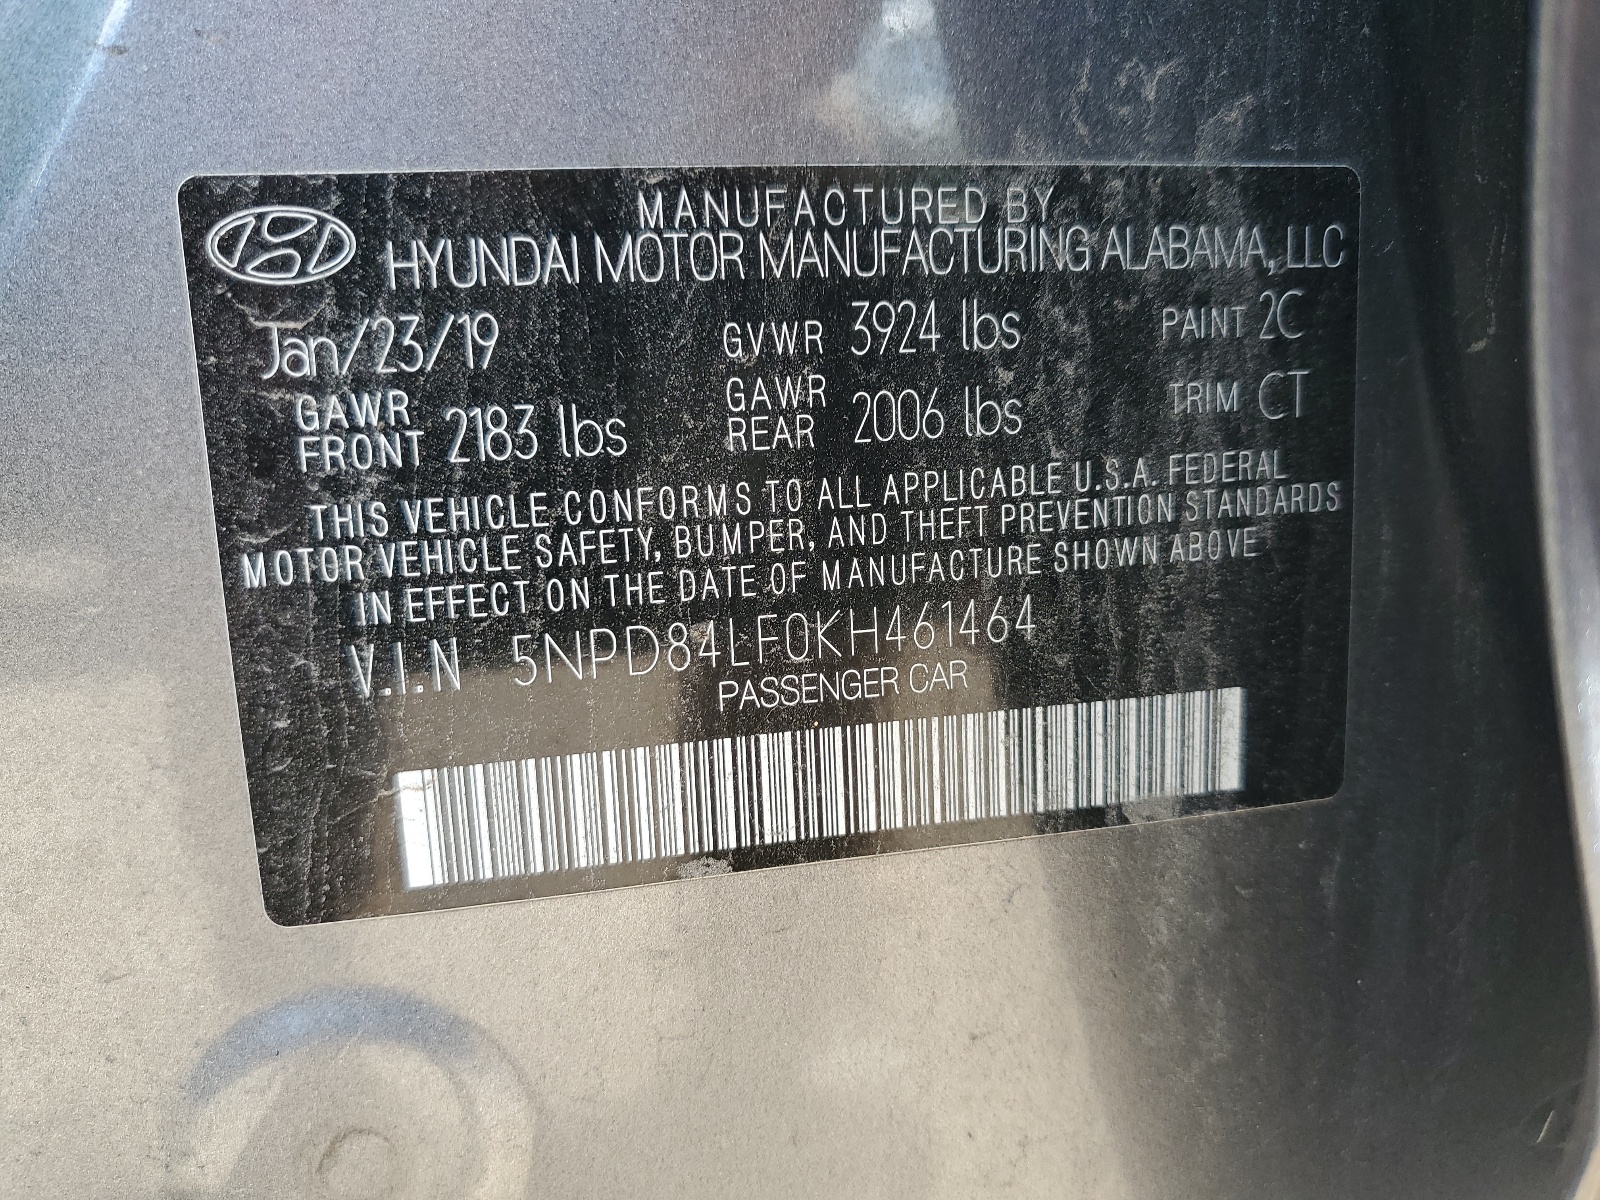 MANUFACTURED BY
HYUNDAI MOTOR MANUFACTURING ALABAMA, LLC
Jan/23/19 GVWR 3924 lbs PAINT 2C
GAWR FRONT 2183 lbs GAWR REAR 2006 lbs TRIM CT
THIS VEHICLE CONFORMS TO ALL APPLICABLE U.S.A. FEDERAL
MOTOR VEHICLE SAFETY, BUMPER, AND THEFT PREVENTION STANDARDS
IN EFFECT ON THE DATE OF MANUFACTURE SHOWN ABOVE
V.I.N 5NPD84LF0KH461464
PASSENGER CAR